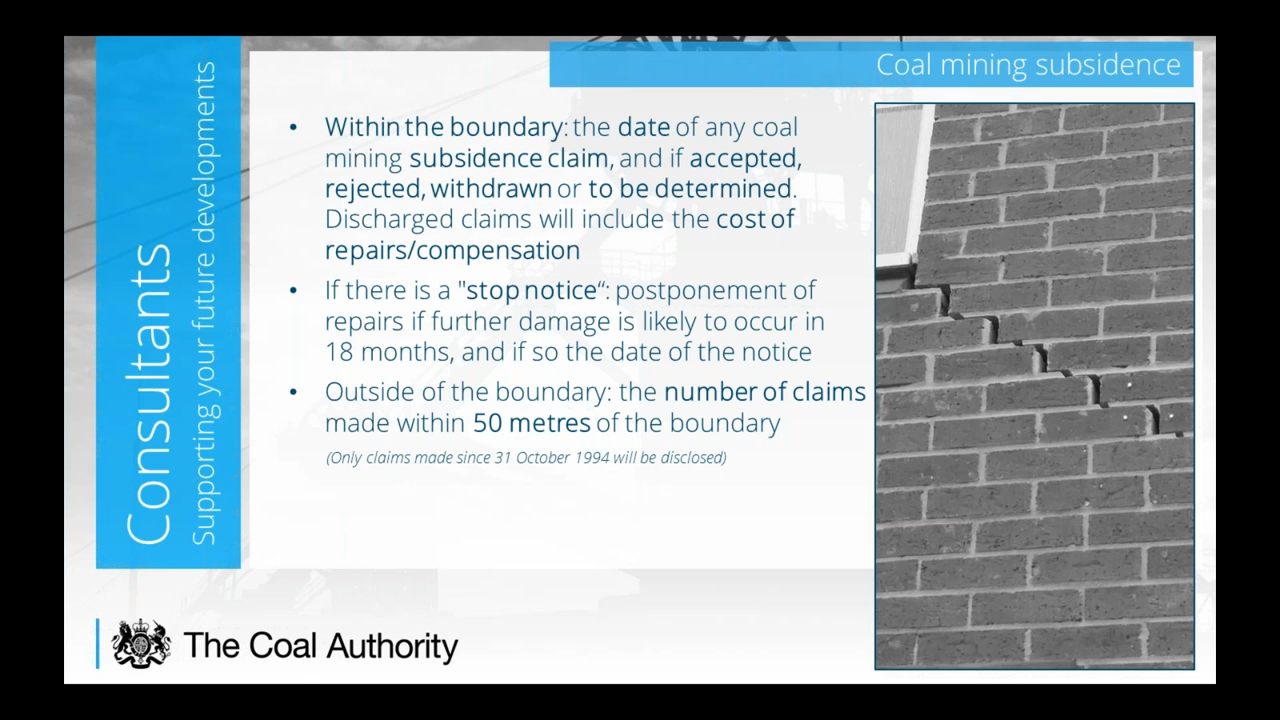 Coal mining subsidence
Consultants
Supporting your future developments
• Within the boundary: the date of any coal
mining subsidence claim, and if accepted,
rejected, withdrawn or to be determined.
Discharged claims will include the cost of
repairs/compensation
• If there is a "stop notice“: postponement of
repairs if further damage is likely to occur in
18 months, and if so the date of the notice
• Outside of the boundary: the number of claims
made within 50 metres of the boundary
(Only claims made since 31 October 1994 will be disclosed)
The Coal Authority